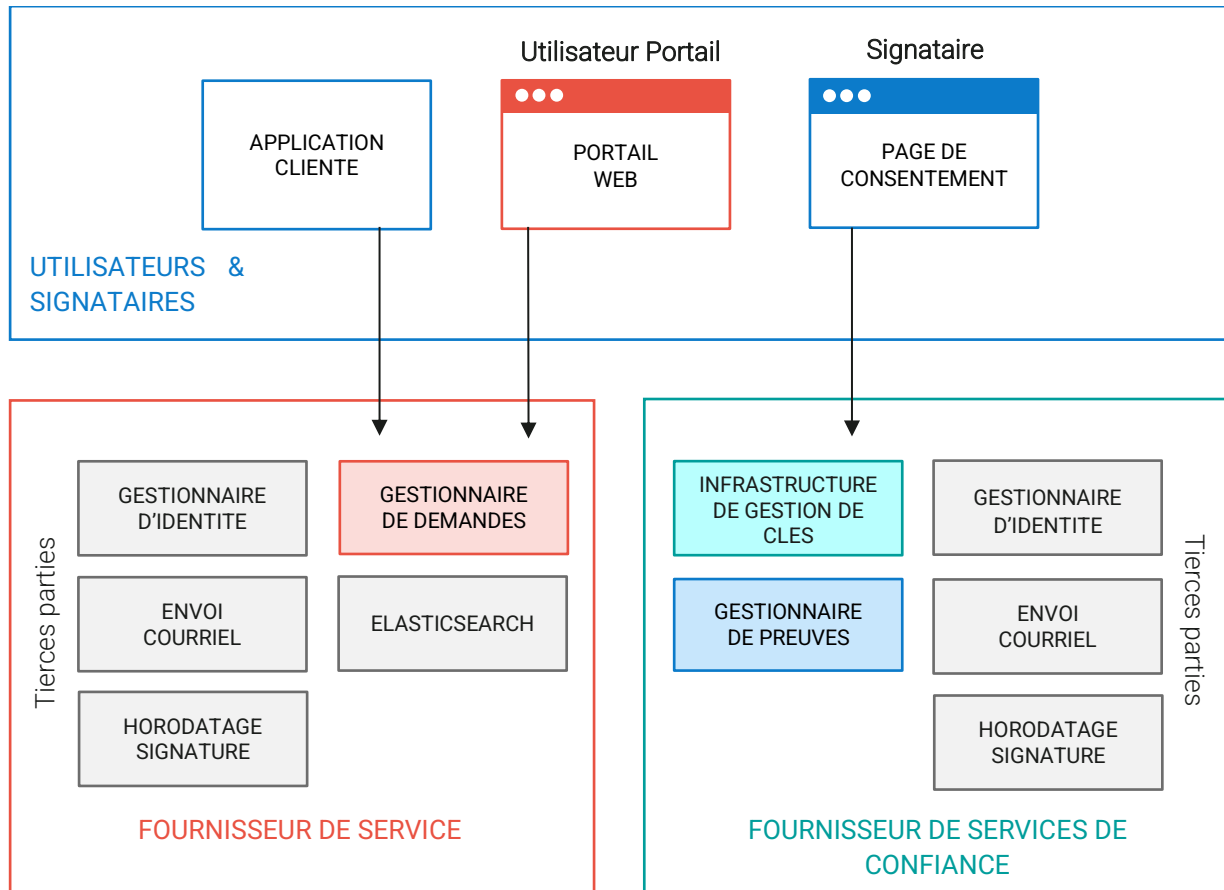 Utilisateur Portail
Signataire
APPLICATION
CLIENTE
PORTAIL
WEB
PAGE DE
CONSENTEMENT
UTILISATEURS &
SIGNATAIRES
Tierces parties
GESTIONNAIRE
D'IDENTITE
GESTIONNAIRE
DE DEMANDES
ENVOI
COURRIEL
ELASTICSEARCH
HORODATAGE
SIGNATURE
FOURNISSEUR DE SERVICE
INFRASTRUCTURE
DE GESTION DE
CLES
GESTIONNAIRE
D'IDENTITE
GESTIONNAIRE
DE PREUVES
ENVOI
COURRIEL
HORODATAGE
SIGNATURE
Tierces parties
FOURNISSEUR DE SERVICES DE
CONFIANCE